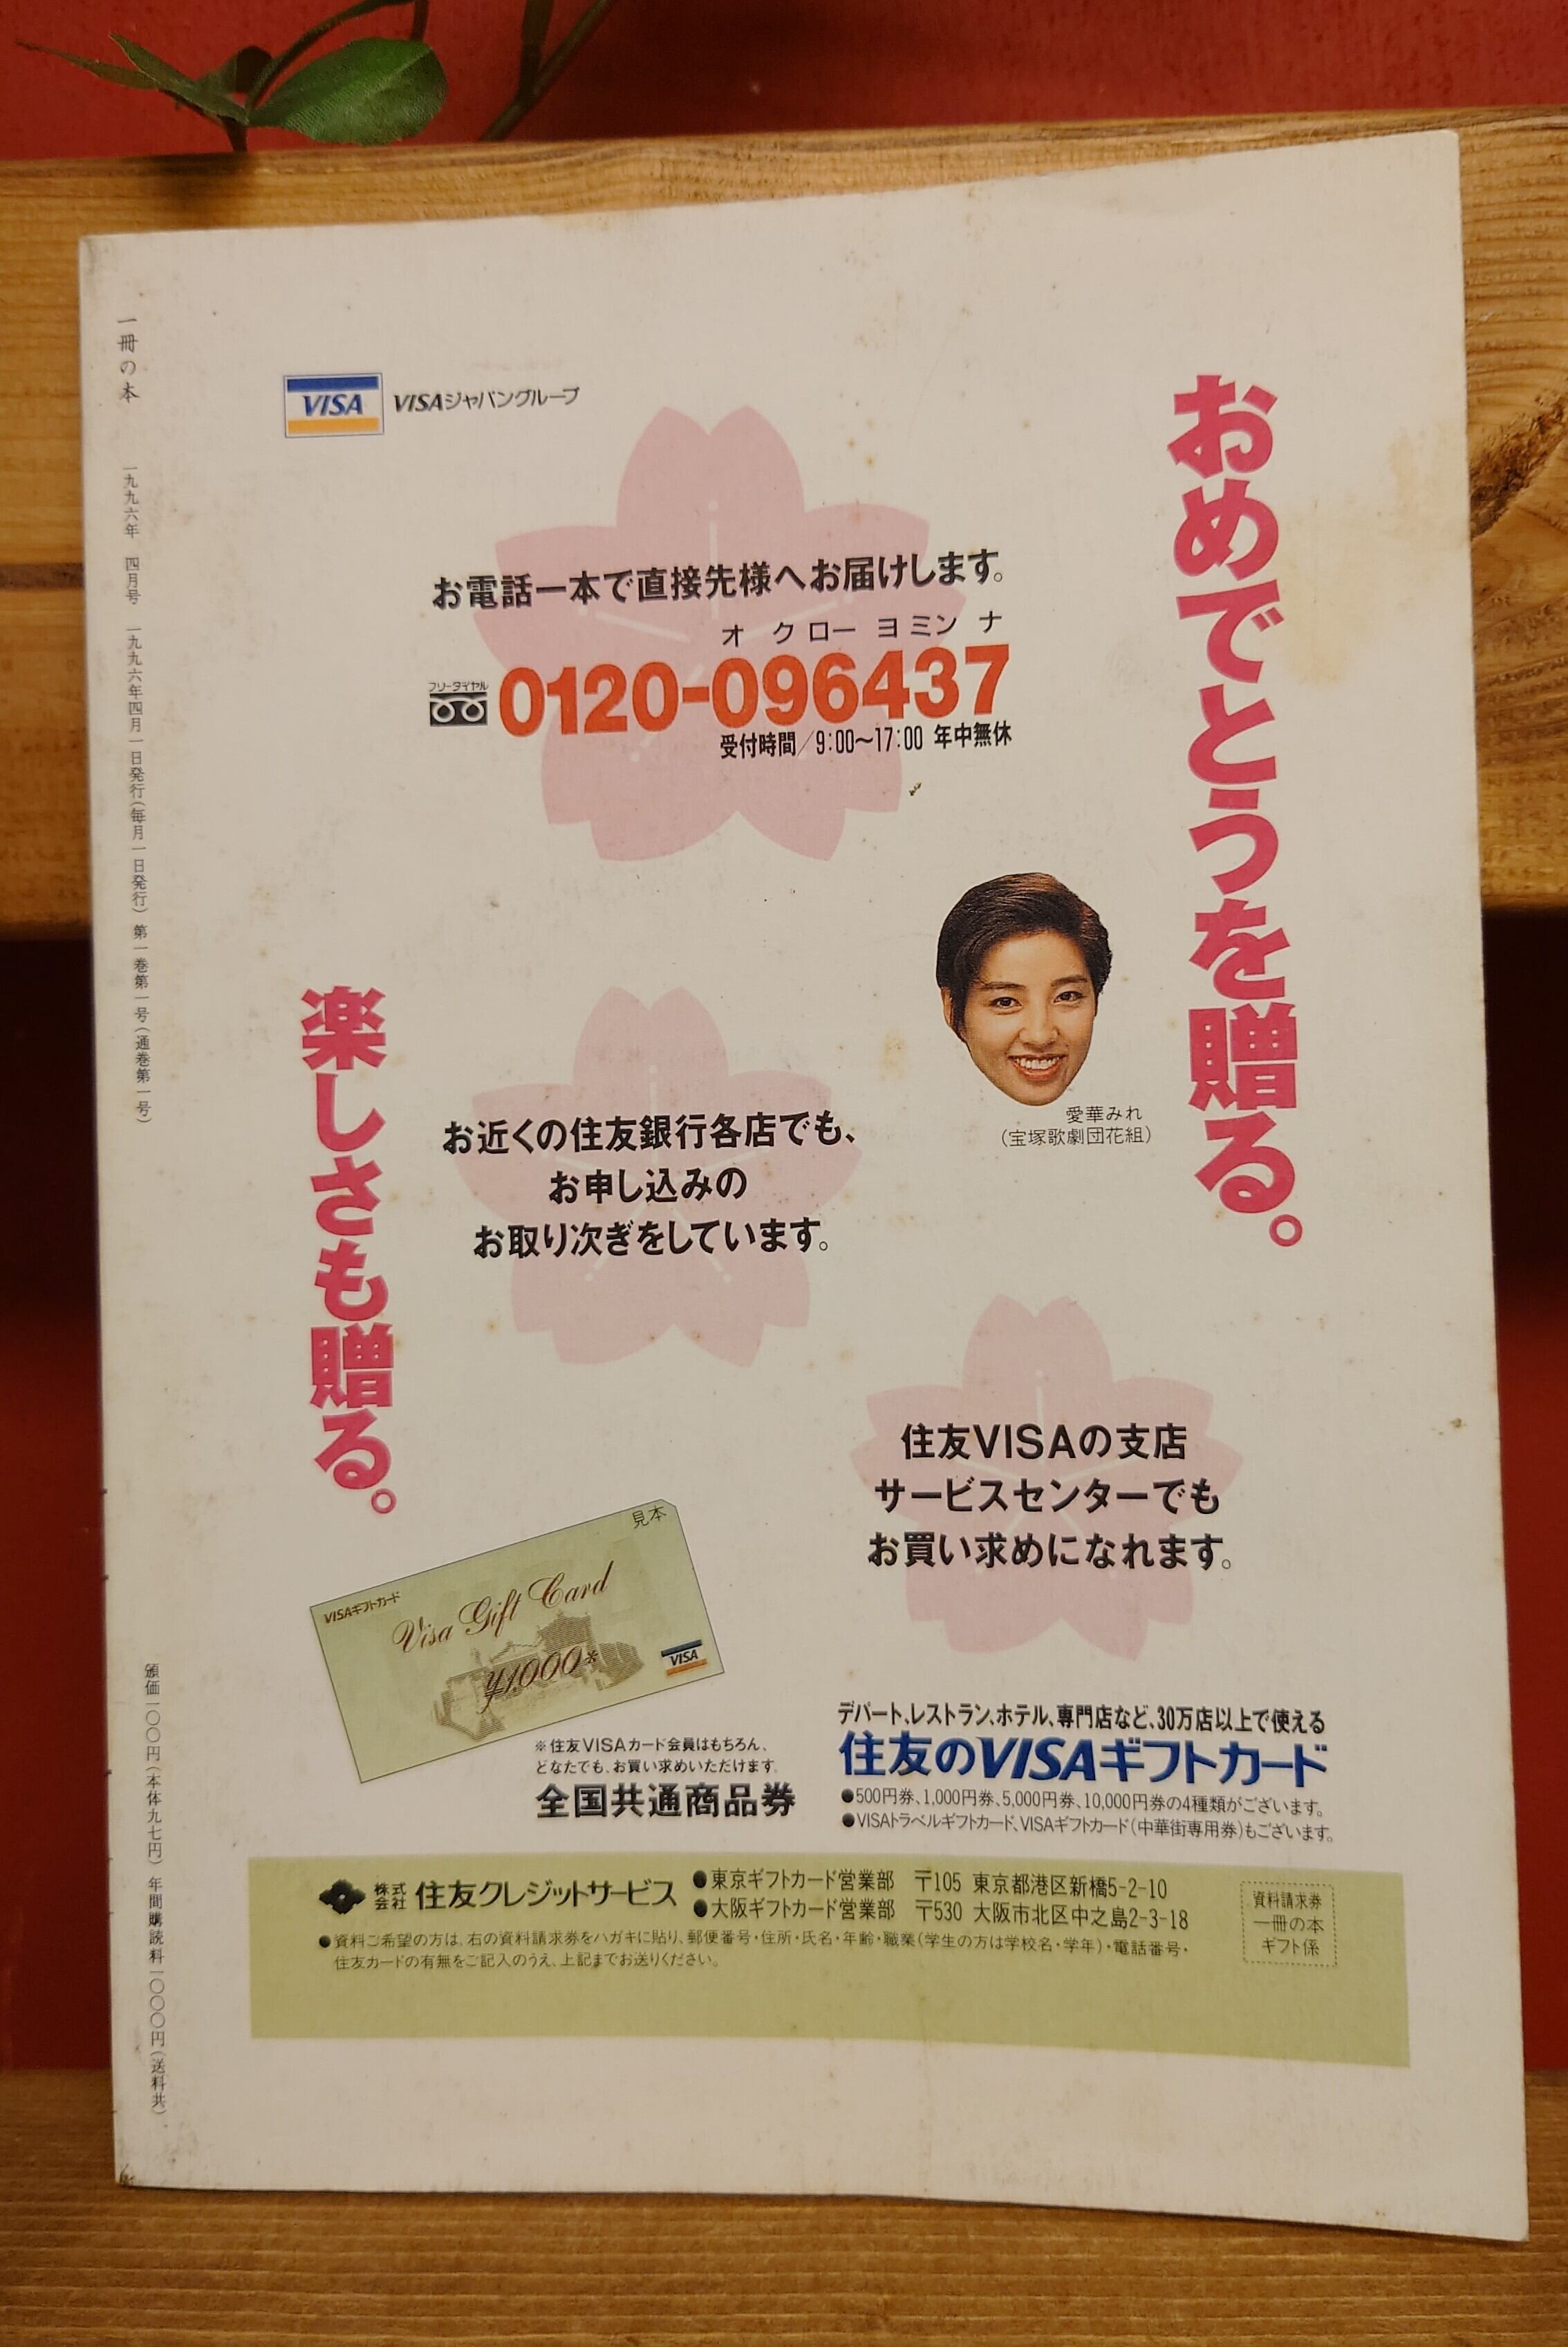 一冊の本
一九九六年 四月号 一九九六年四月一日発行(毎月一日発行) 第一巻第一号(通巻第一号)
頒価一〇〇円(本体九七円) 年間購読料一〇〇〇円(送料共)
VISA VISAジャパングループ
おめでとうを贈る。
お電話一本で直接先様へお届けします。
オ ク ロー ヨ ミン ナ
フリーダイヤル 0120-096437
受付時間/9:00〜17:00 年中無休
愛華みれ
(宝塚歌劇団花組)
楽しさも贈る。
お近くの住友銀行各店でも、
お申し込みの
お取り次ぎをしています。
住友VISAの支店
サービスセンターでも
お買い求めになれます。
見本
VISAギフトカード
Visa Gift Card
¥1,000*
VISA
※住友VISAカード会員はもちろん、
どなたでも、お買い求めいただけます。
全国共通商品券
デパート、レストラン、ホテル、専門店など、30万店以上で使える
住友のVISAギフトカード
●500円券、1,000円券、5,000円券、10,000円券の4種類がございます。
●VISAトラベルギフトカード、VISAギフトカード(中華街専用券)もございます。
株式会社 住友クレジットサービス
●東京ギフトカード営業部 〒105 東京都港区新橋5-2-10
●大阪ギフトカード営業部 〒530 大阪市北区中之島2-3-18
●資料ご希望の方は、右の資料請求券をハガキに貼り、郵便番号・住所・氏名・年齢・職業(学生の方は学校名・学年)・電話番号・
住友カードの有無をご記入のうえ、上記までお送りください。
資料請求券
一冊の本
ギフト係